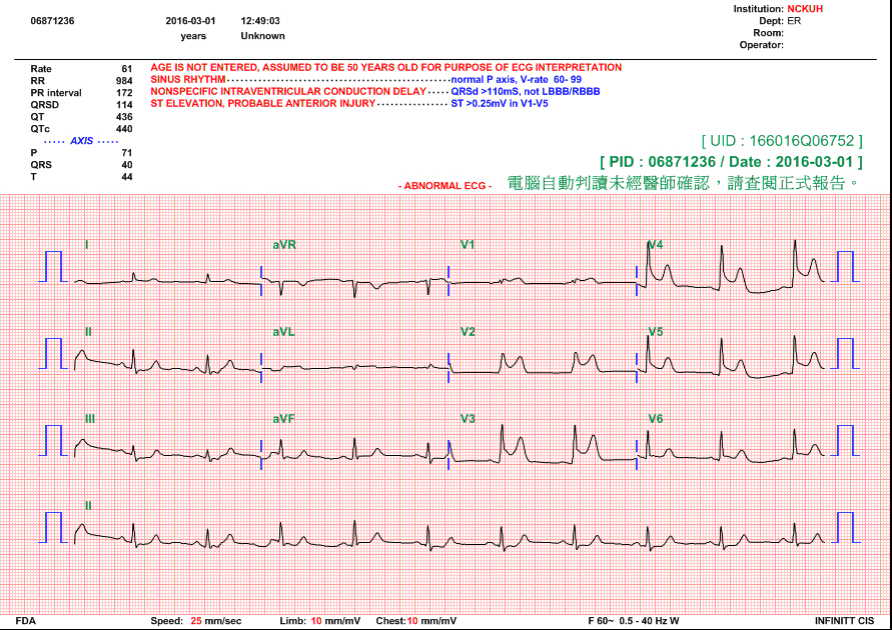 Institution: NCKUH
06871236 2016-03-01 12:49:03 Dept: ER
years Unknown Room:
Operator:
Rate 61 AGE IS NOT ENTERED, ASSUMED TO BE 50 YEARS OLD FOR PURPOSE OF ECG INTERPRETATION
RR 984 SINUS RHYTHM - - - - - - - - - - - - - - - - - - - - - - - - - - - - - - - - - - - - - - - - normal P axis, V-rate 60- 99
PR interval 172 NONSPECIFIC INTRAVENTRICULAR CONDUCTION DELAY - - - - - QRSd >110mS, not LBBB/RBBB
QRSD 114 ST ELEVATION, PROBABLE ANTERIOR INJURY - - - - - - - - - - - - - ST >0.25mV in V1-V5
QT 436
QTc 440
- - - - - AXIS - - - - -
P 71
QRS 40
T 44
[ UID : 166016Q06752 ]
[ PID : 06871236 / Date : 2016-03-01 ]
- ABNORMAL ECG - 電腦自動判讀未經醫師確認，請查閱正式報告。
I aVR V1 V4
II aVL V2 V5
III aVF V3 V6
II
FDA Speed: 25 mm/sec Limb: 10 mm/mV Chest:10 mm/mV F 60~ 0.5 - 40 Hz W INFINITT CIS